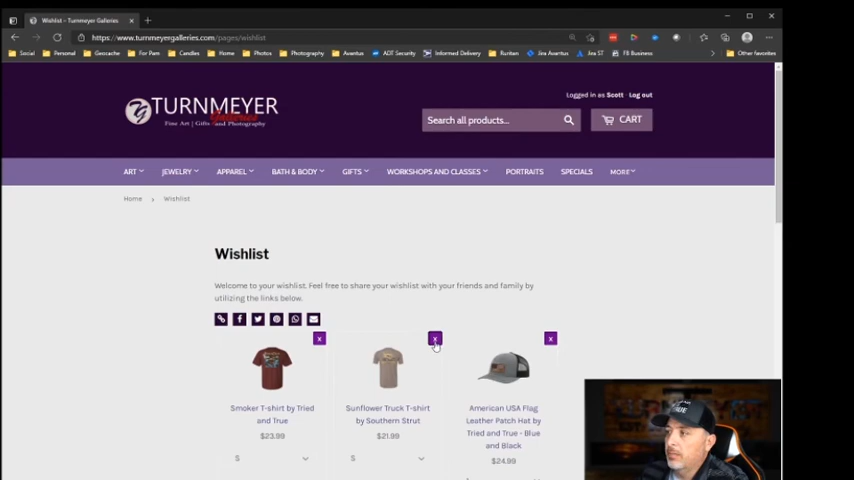 Wishlist – Turnmeyer Galleries
https://www.turnmeyergalleries.com/pages/wishlist
Social Personal Geocache For Pam Candles Home Photos Photography Avantus ADT Security Informed Delivery Ruritan Jira Avantus Jira ST FB Business Other favorites
Logged in as Scott · Log out
TURNMEYER
Galleries
Fine Art | Gifts and Photography
Search all products...
CART
ART JEWELRY APPAREL BATH & BODY GIFTS WORKSHOPS AND CLASSES PORTRAITS SPECIALS MORE
Home › Wishlist
Wishlist
Welcome to your wishlist. Feel free to share your wishlist with your friends and family by
utilizing the links below.
x x x
Smoker T-shirt by Tried
and True
$23.99
S
Sunflower Truck T-shirt
by Southern Strut
$21.99
S
American USA Flag
Leather Patch Hat by
Tried and True - Blue
and Black
$24.99